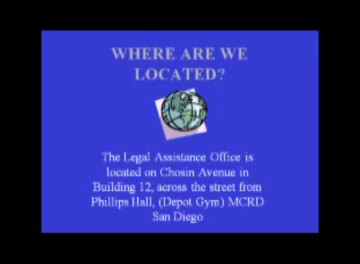 WHERE ARE WE
LOCATED?
The Legal Assistance Office is
located on Chosin Avenue in
Building 12, across the street from
Phillips Hall, (Depot Gym) MCRD
San Diego